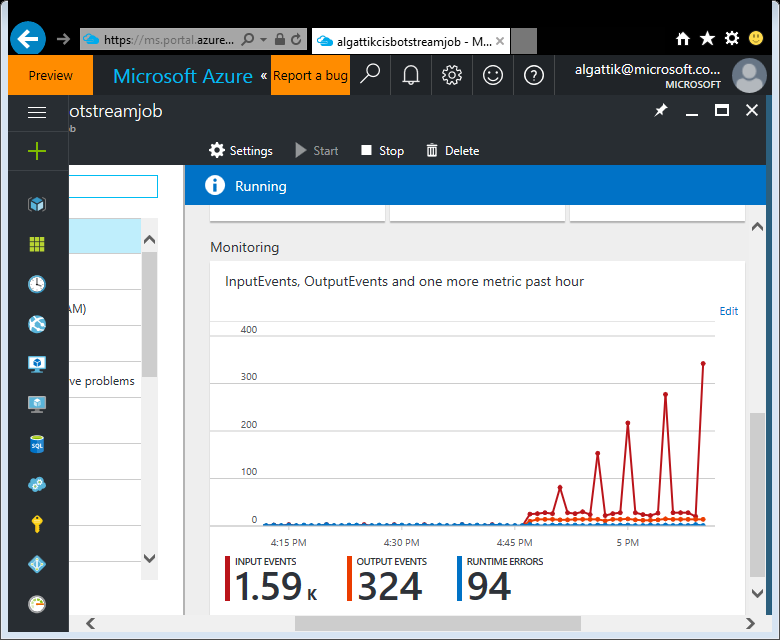 https://ms.portal.azure...
algattikcisbotstreamjob - M...
Preview
Microsoft Azure «
Report a bug
algattik@microsoft.co...
MICROSOFT
otstreamjob
ob
Settings
Start
Stop
Delete
Running
Monitoring
InputEvents, OutputEvents and one more metric past hour
Edit
AM)
ve problems
400
300
200
100
0
4:15 PM
4:30 PM
4:45 PM
5 PM
SQL
INPUT EVENTS
1.59 K
OUTPUT EVENTS
324
RUNTIME ERRORS
94